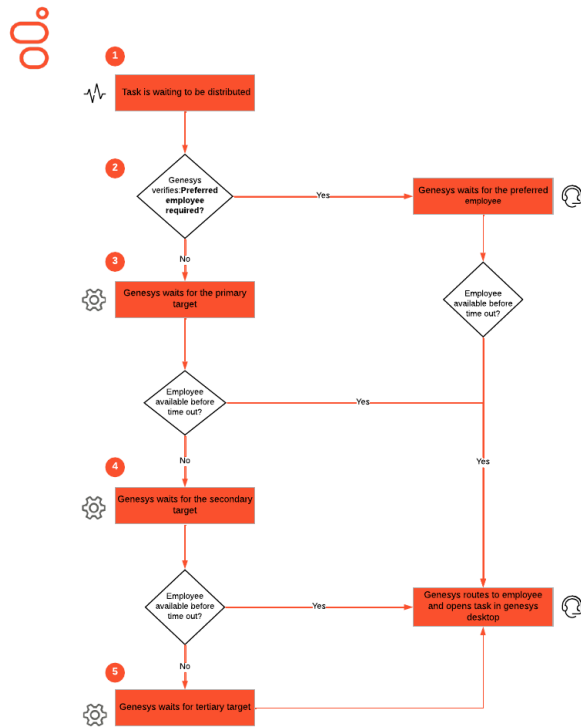 1
Task is waiting to be distributed
2
Genesys
verifies:Preferred
employee
required?
Yes
Genesys waits for the preferred
employee
No
3
Genesys waits for the primary
target
Employee
available before
time out?
Employee
available before
time out?
Yes
No
Yes
4
Genesys waits for the secondary
target
Employee
available before
time out?
Yes
Genesys routes to employee
and opens task in genesys
desktop
No
5
Genesys waits for tertiary target